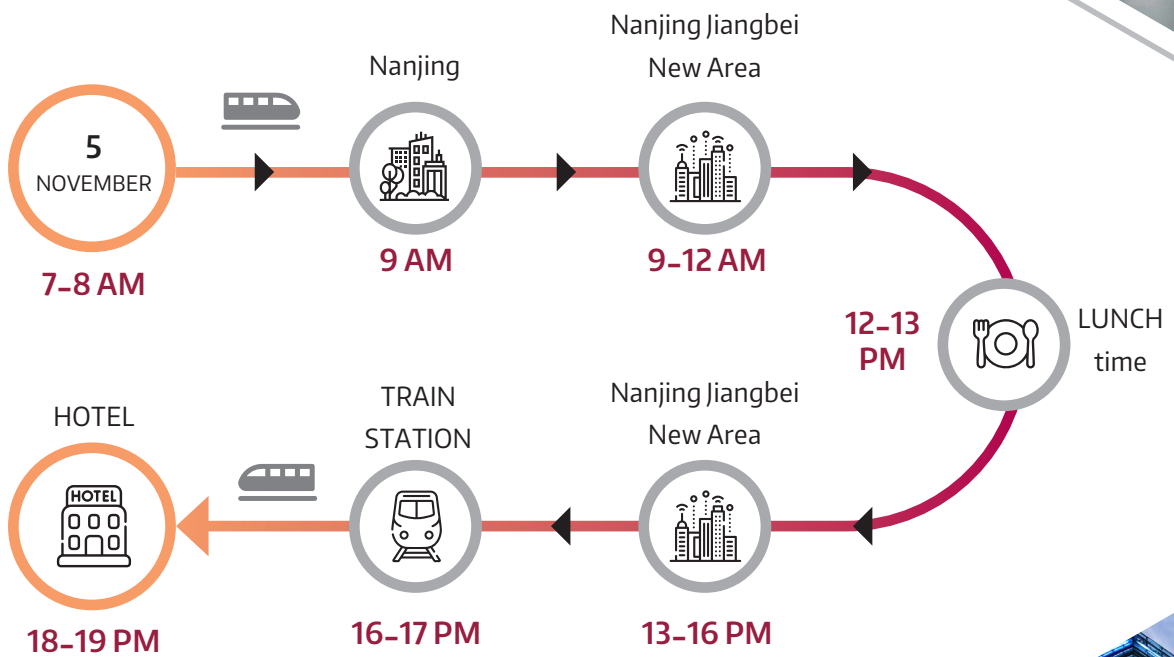 5
NOVEMBER
7–8 AM
Nanjing
9 AM
Nanjing Jiangbei
New Area
9–12 AM
12–13
PM
LUNCH
time
Nanjing Jiangbei
New Area
13–16 PM
TRAIN
STATION
16–17 PM
HOTEL
HOTEL
18–19 PM